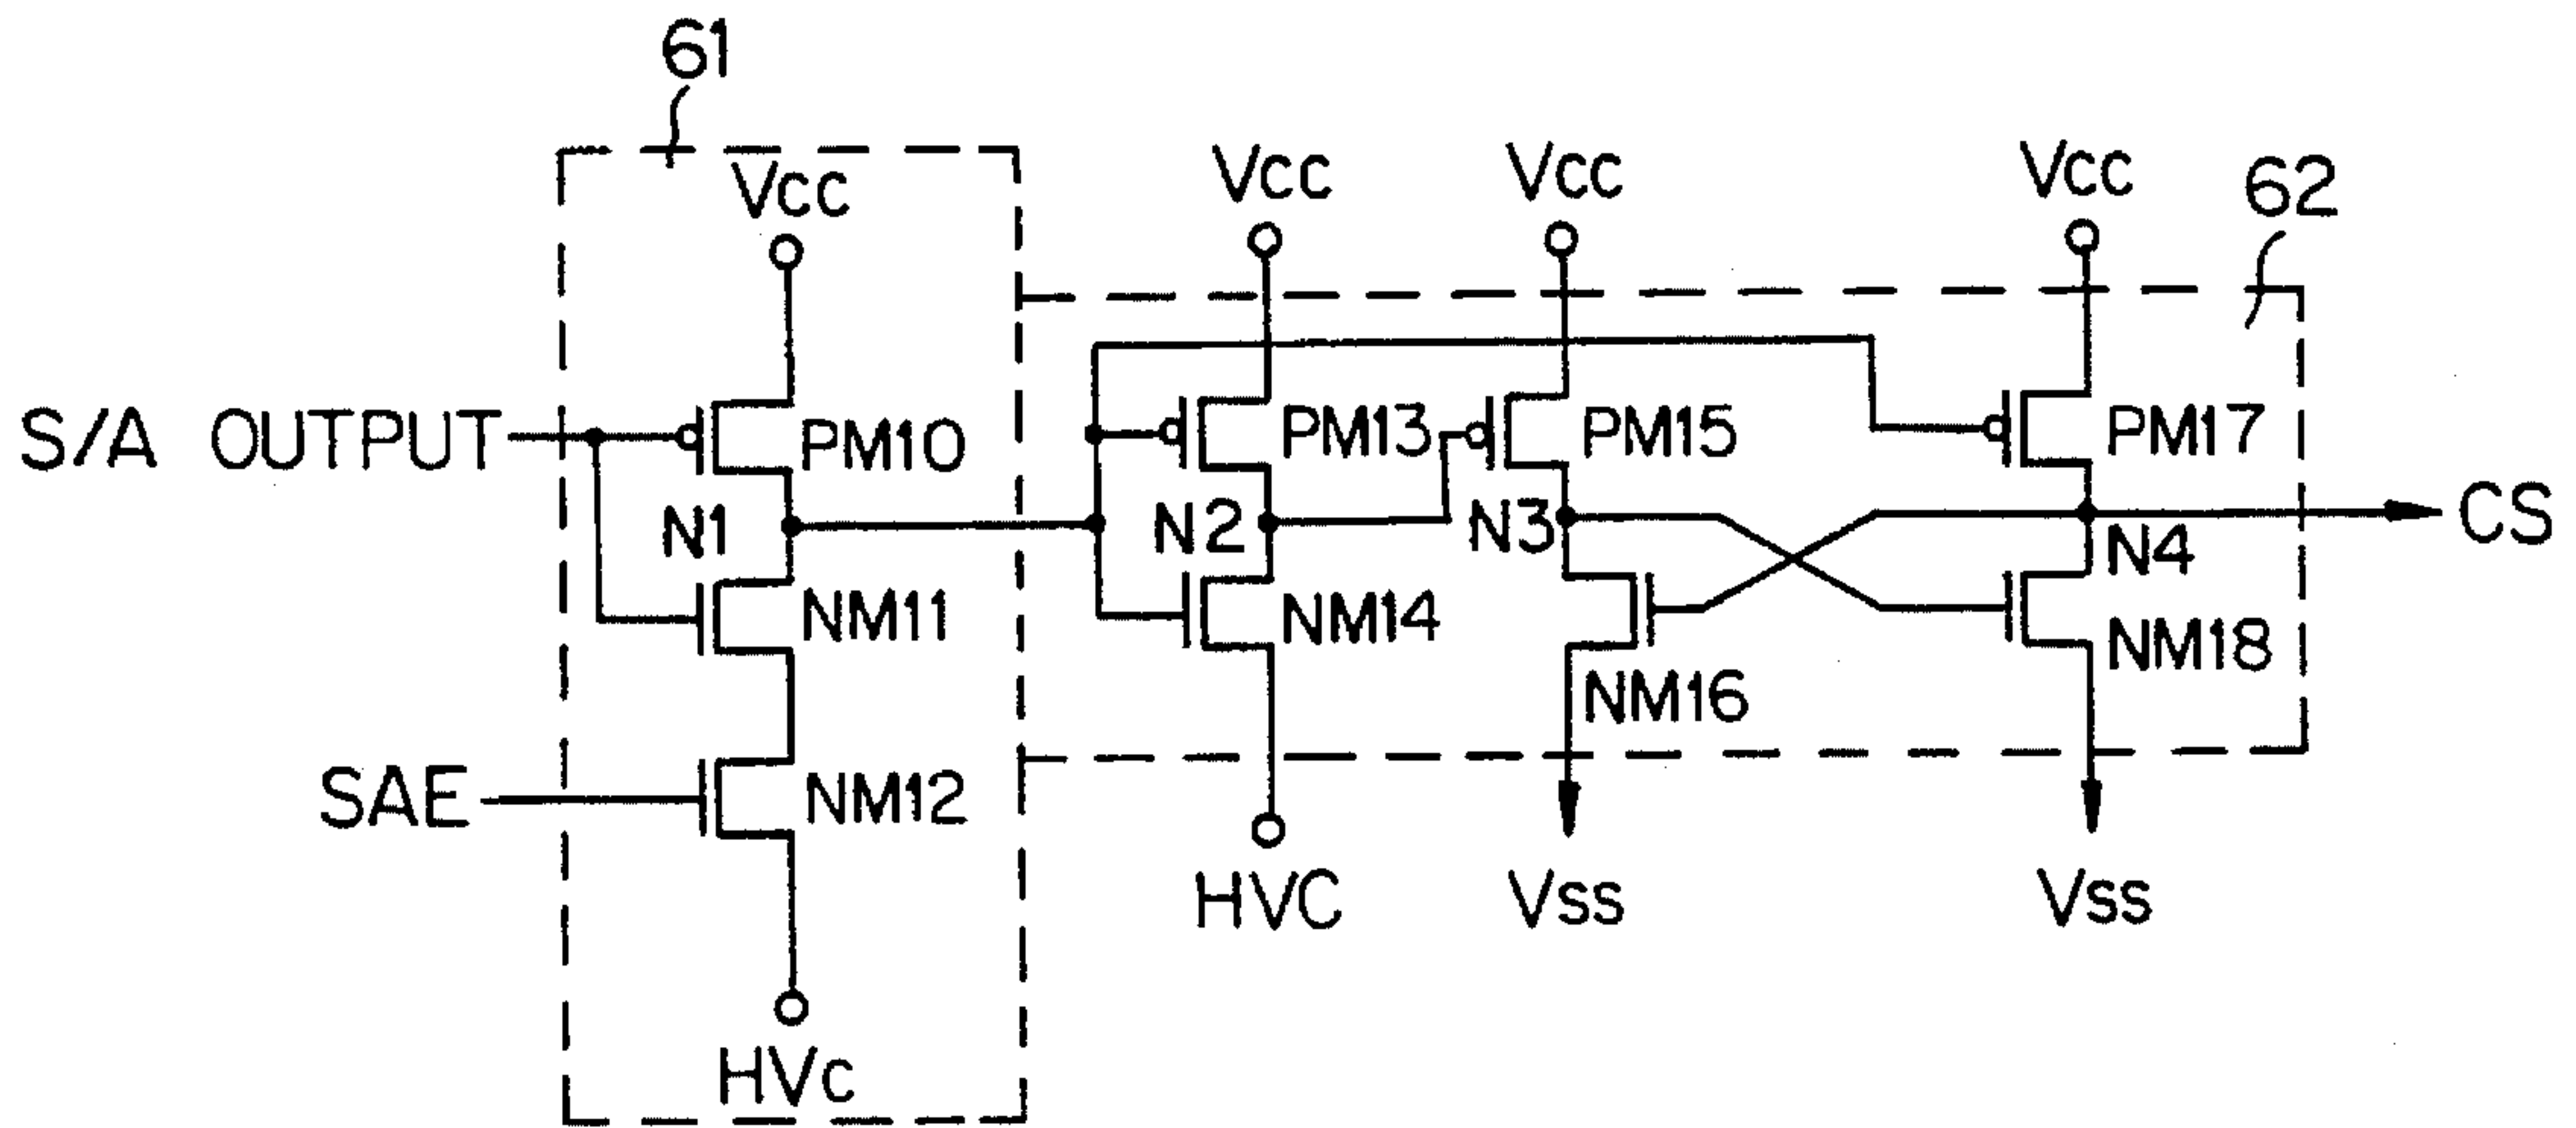 61
Vcc
Vcc
Vcc
Vcc
62
S/A OUTPUT
PM10
PM13
PM15
PM17
N1
N2
N3
N4
CS
NM11
NM14
NM16
NM18
SAE
NM12
HVC
Vss
Vss
HVc